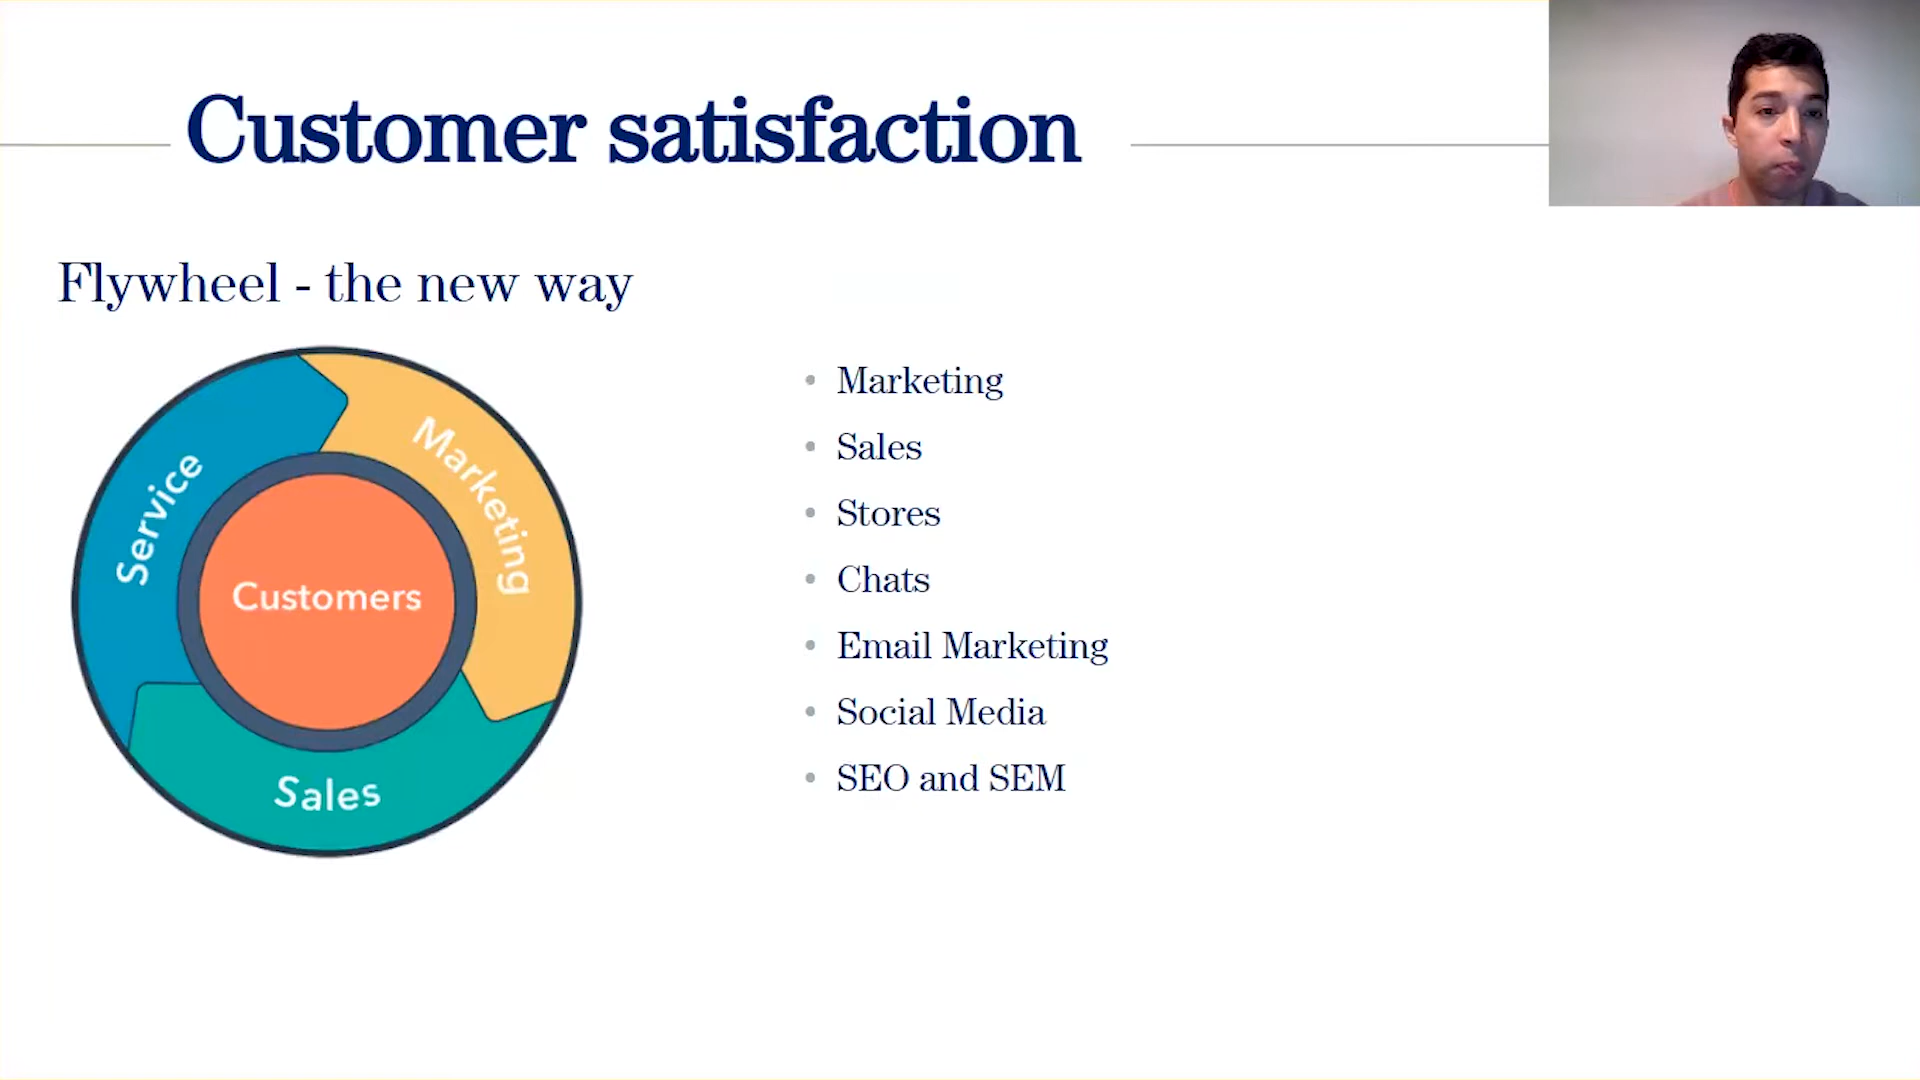 Customer satisfaction
Flywheel - the new way
Service
Marketing
Customers
Sales
Marketing
Sales
Stores
Chats
Email Marketing
Social Media
SEO and SEM